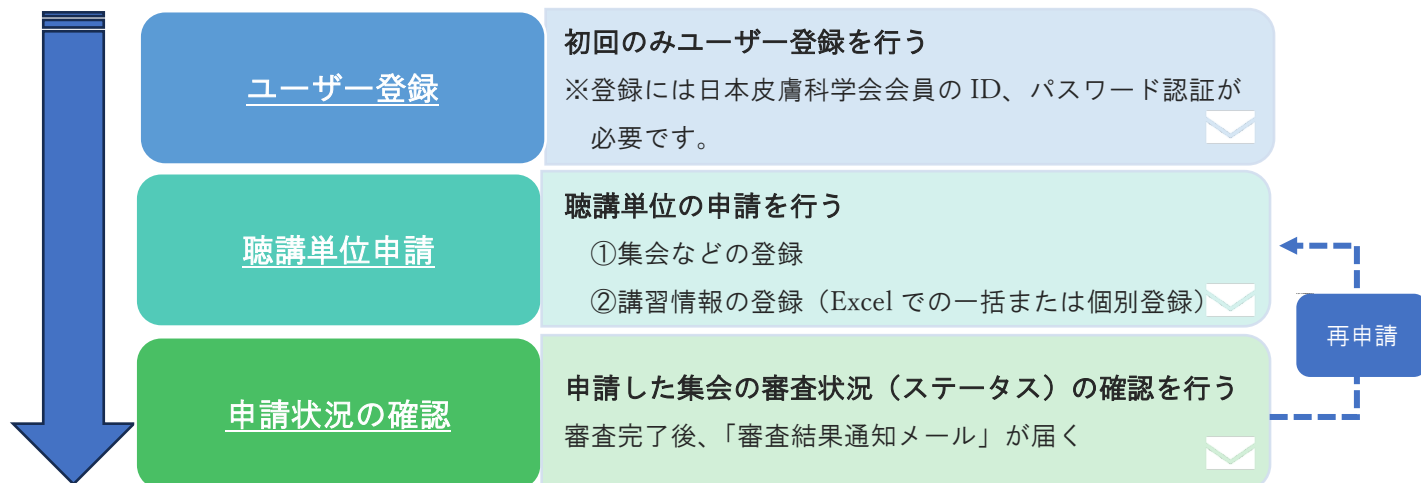 ユーザー登録
初回のみユーザー登録を行う
※登録には日本皮膚科学会会員の ID、パスワード認証が
必要です。
聴講単位申請
聴講単位の申請を行う
①集会などの登録
②講習情報の登録（Excel での一括または個別登録）
再申請
申請状況の確認
申請した集会の審査状況（ステータス）の確認を行う
審査完了後、「審査結果通知メール」が届く